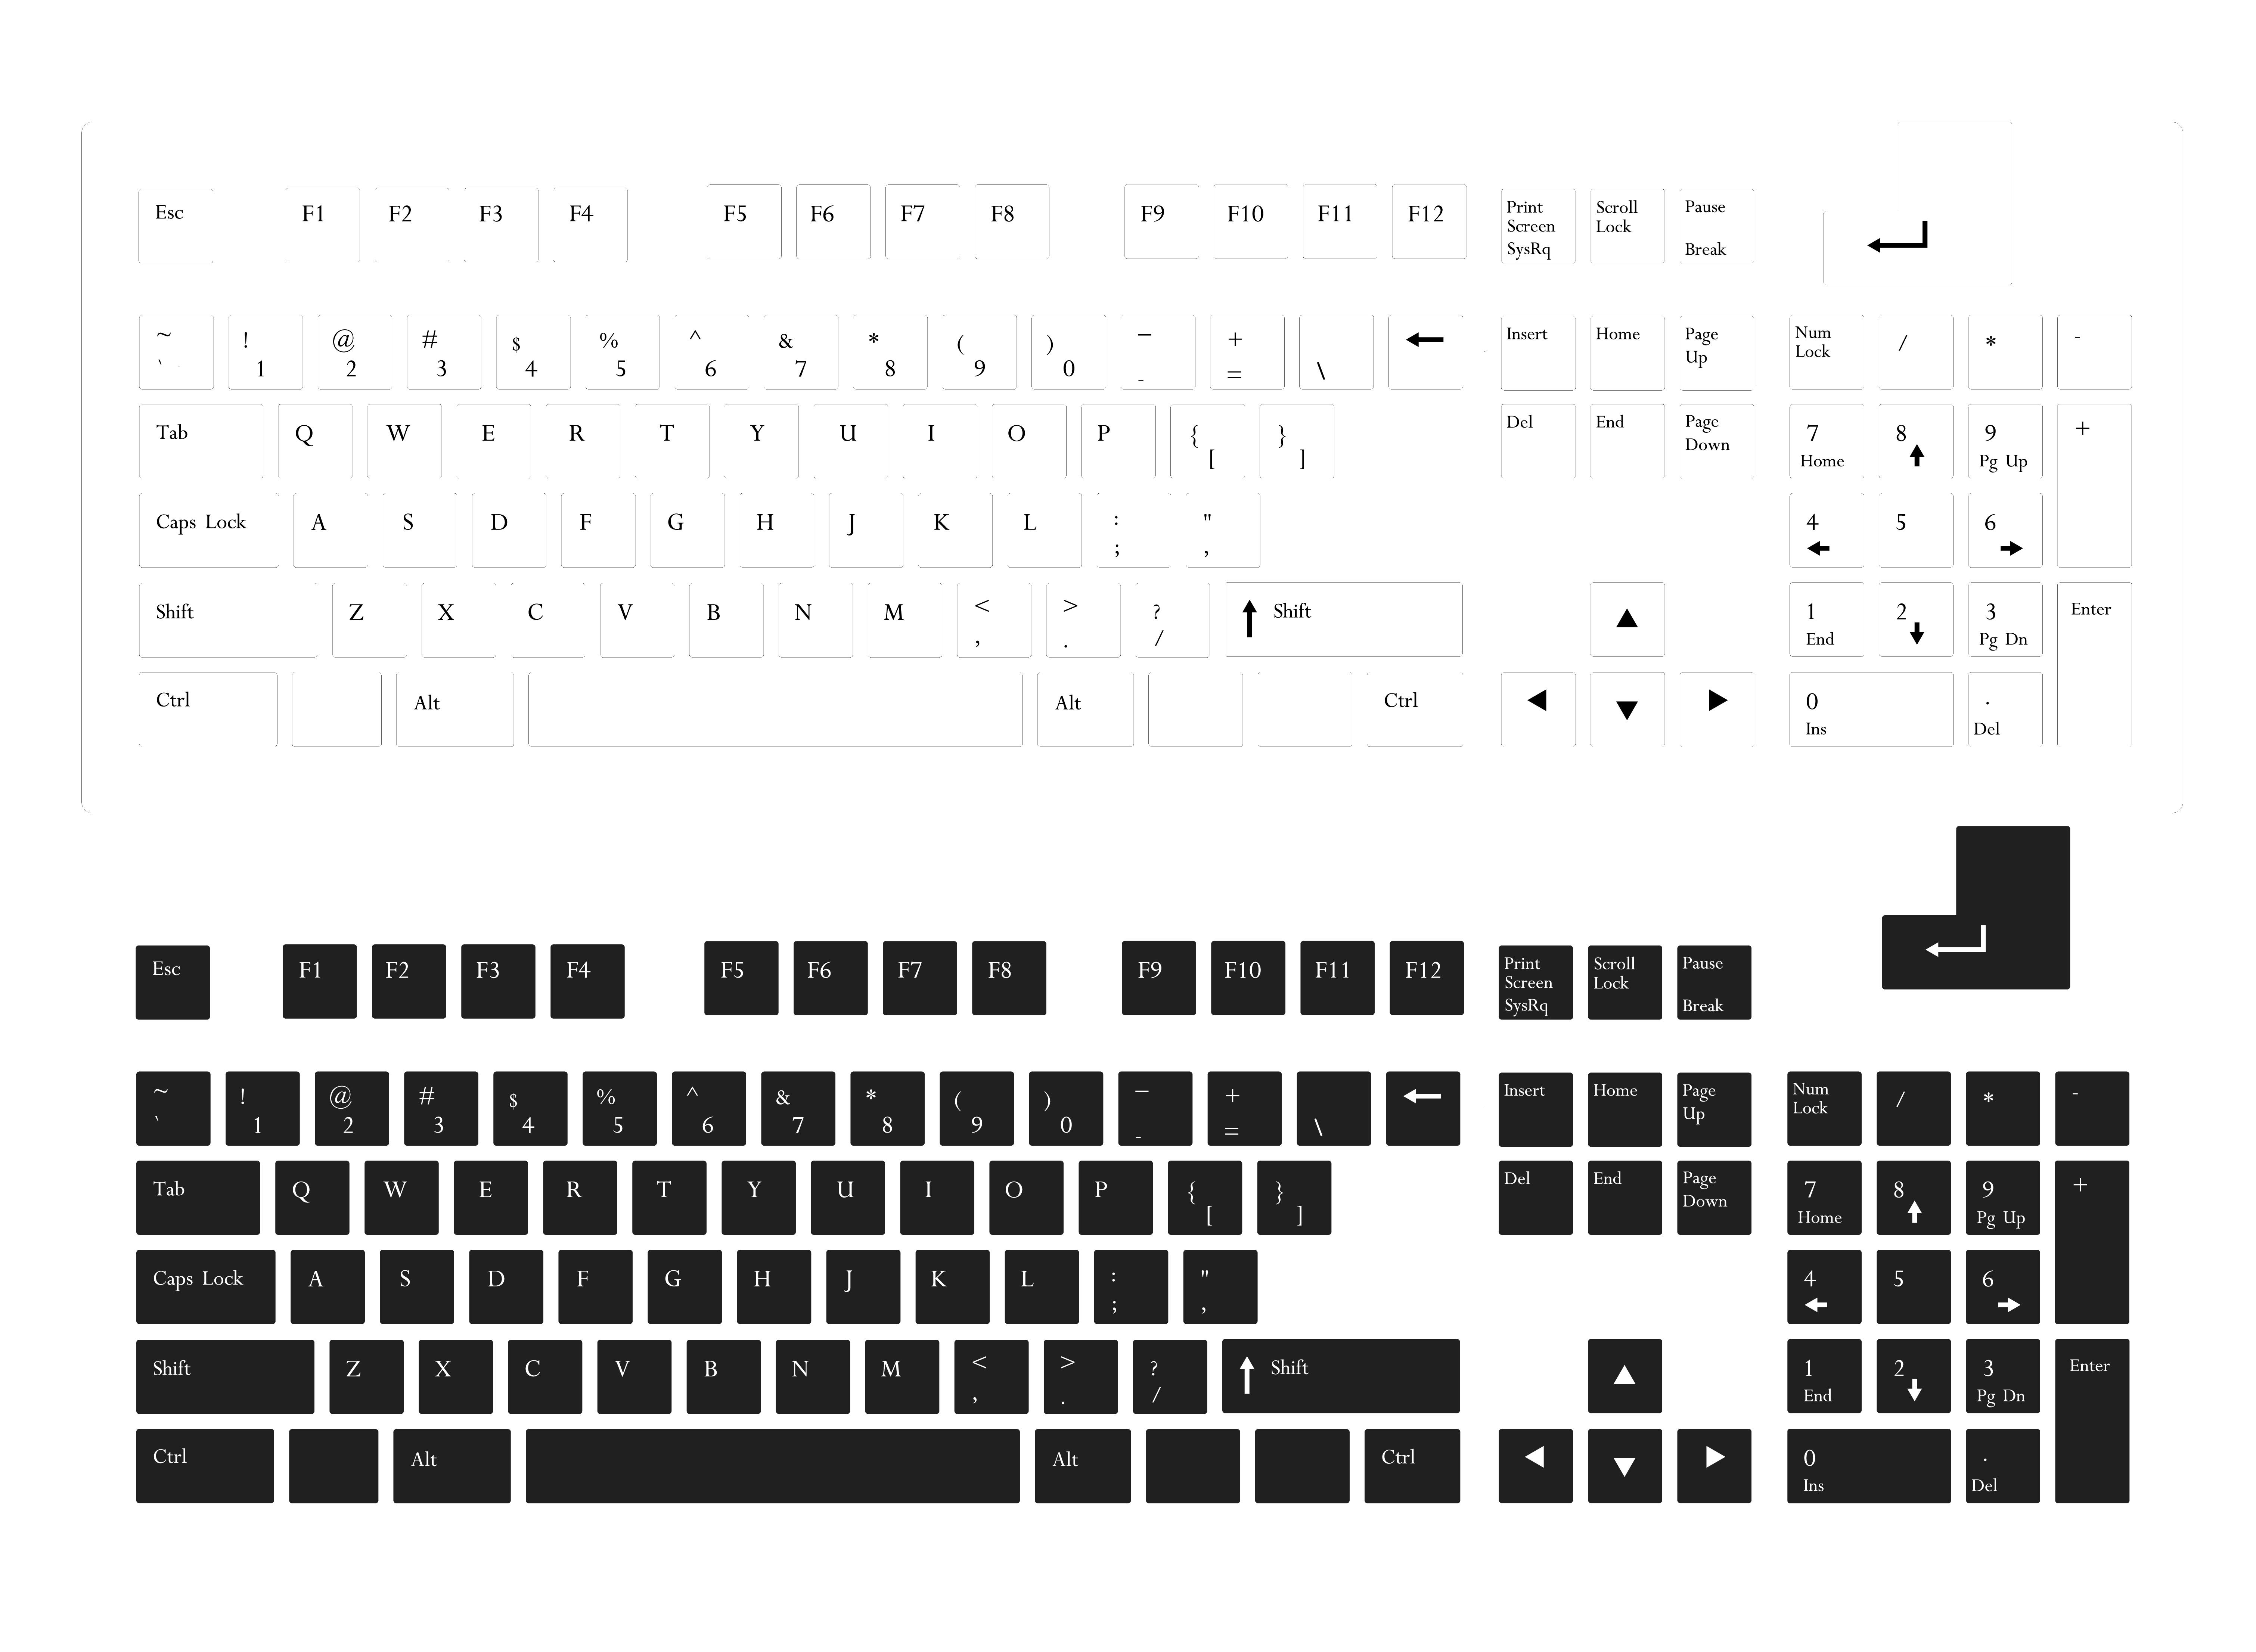 Esc F1 F2 F3 F4 F5 F6 F7 F8 F9 F10 F11 F12 Print Screen SysRq Scroll Lock Pause Break
~ ` ! 1 @ 2 # 3 $ 4 % 5 ^ 6 & 7 * 8 ( 9 ) 0 — - + = \ Insert Home Page Up Num Lock / * -
Tab Q W E R T Y U I O P { [ } ] Del End Page Down 7 Home 8 9 Pg Up +
Caps Lock A S D F G H J K L : ; " , 4 5 6
Shift Z X C V B N M < , > . ? / Shift 1 End 2 3 Pg Dn Enter
Ctrl Alt Alt Ctrl 0 Ins . Del
Esc F1 F2 F3 F4 F5 F6 F7 F8 F9 F10 F11 F12 Print Screen SysRq Scroll Lock Pause Break
~ ` ! 1 @ 2 # 3 $ 4 % 5 ^ 6 & 7 * 8 ( 9 ) 0 — - + = \ Insert Home Page Up Num Lock / * -
Tab Q W E R T Y U I O P { [ } ] Del End Page Down 7 Home 8 9 Pg Up +
Caps Lock A S D F G H J K L : ; " , 4 5 6
Shift Z X C V B N M < , > . ? / Shift 1 End 2 3 Pg Dn Enter
Ctrl Alt Alt Ctrl 0 Ins . Del